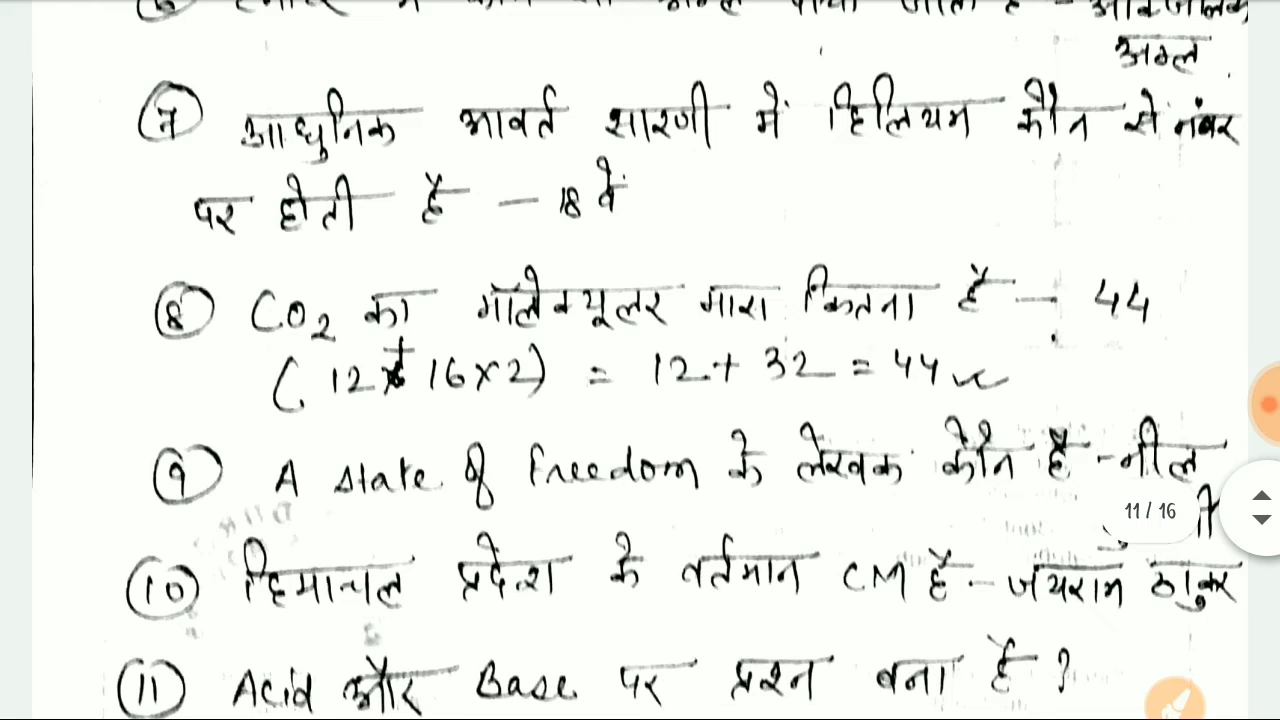 अम्ल
⑦ आधुनिक आवर्त सारणी में हिलियम कौन से नंबर
पर होती है – 18 वें
⑧ CO2 का मॉलेक्यूलर मास कितना है – 44
(12 + 16×2) = 12 + 32 = 44
⑨ A state of freedom के लेखक कौन है – नील
11 / 16
⑩ हिमाचल प्रदेश के वर्तमान CM है – जयराम ठाकुर
⑪ Acid और Base पर प्रश्न बना है ?